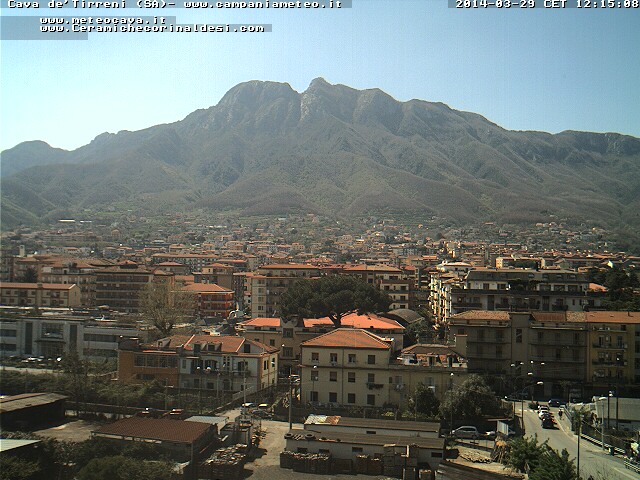 Cava de'Tirreni (SA)- www.campaniameteo.it
2014-03-29 CET 12:15:08
www.meteocava.it
www.Ceramichecorinaldesi.com